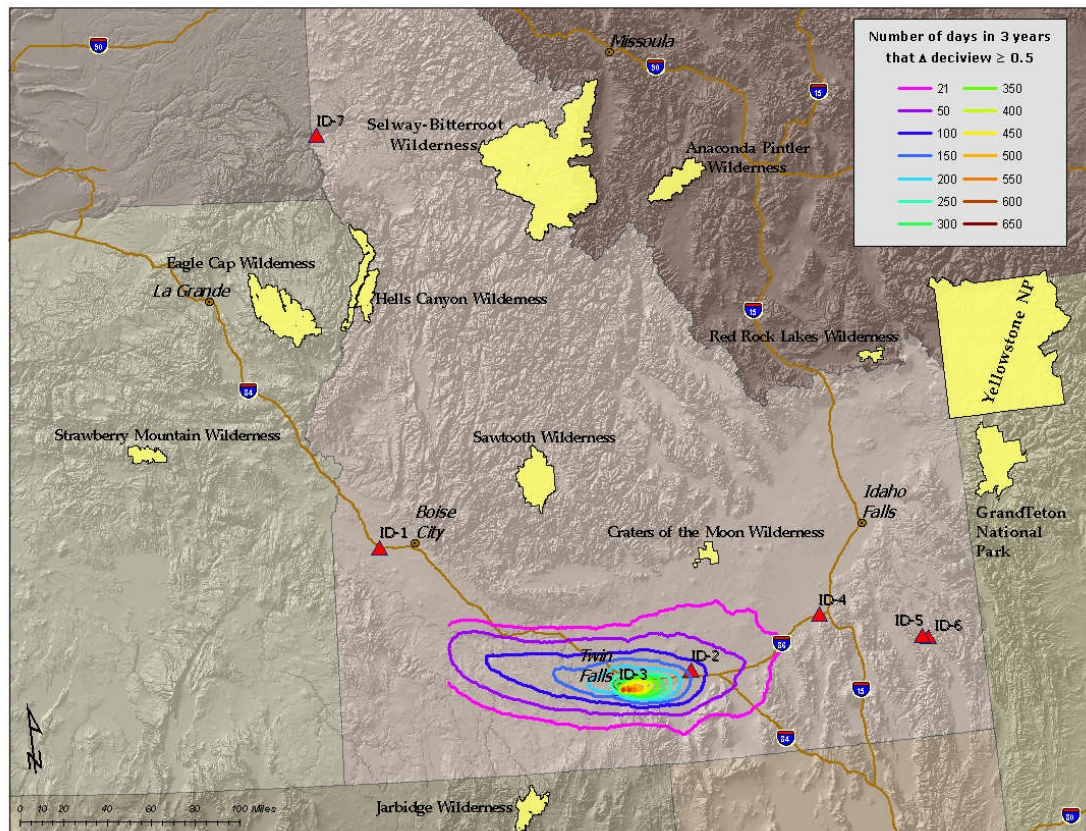 Number of days in 3 years
that Δ deciview ≥ 0.5
21 350
50 400
100 450
150 500
200 550
250 600
300 650
90
Missoula
90
15
ID-7
Selway-Bitterroot
Wilderness
Anaconda Pintler
Wilderness
Eagle Cap Wilderness
La Grande
Hells Canyon Wilderness
15
Red Rock Lakes Wilderness
Yellowstone NP
84
Strawberry Mountain Wilderness
Sawtooth Wilderness
Idaho
Falls
Grand Teton
National
Park
Boise
City
ID-1
Craters of the Moon Wilderness
ID-4
ID-5
ID-6
86
Twin
Falls
ID-2
ID-3
15
84
N
Jarbidge Wilderness
0 10 20 40 60 80 100 Miles
80